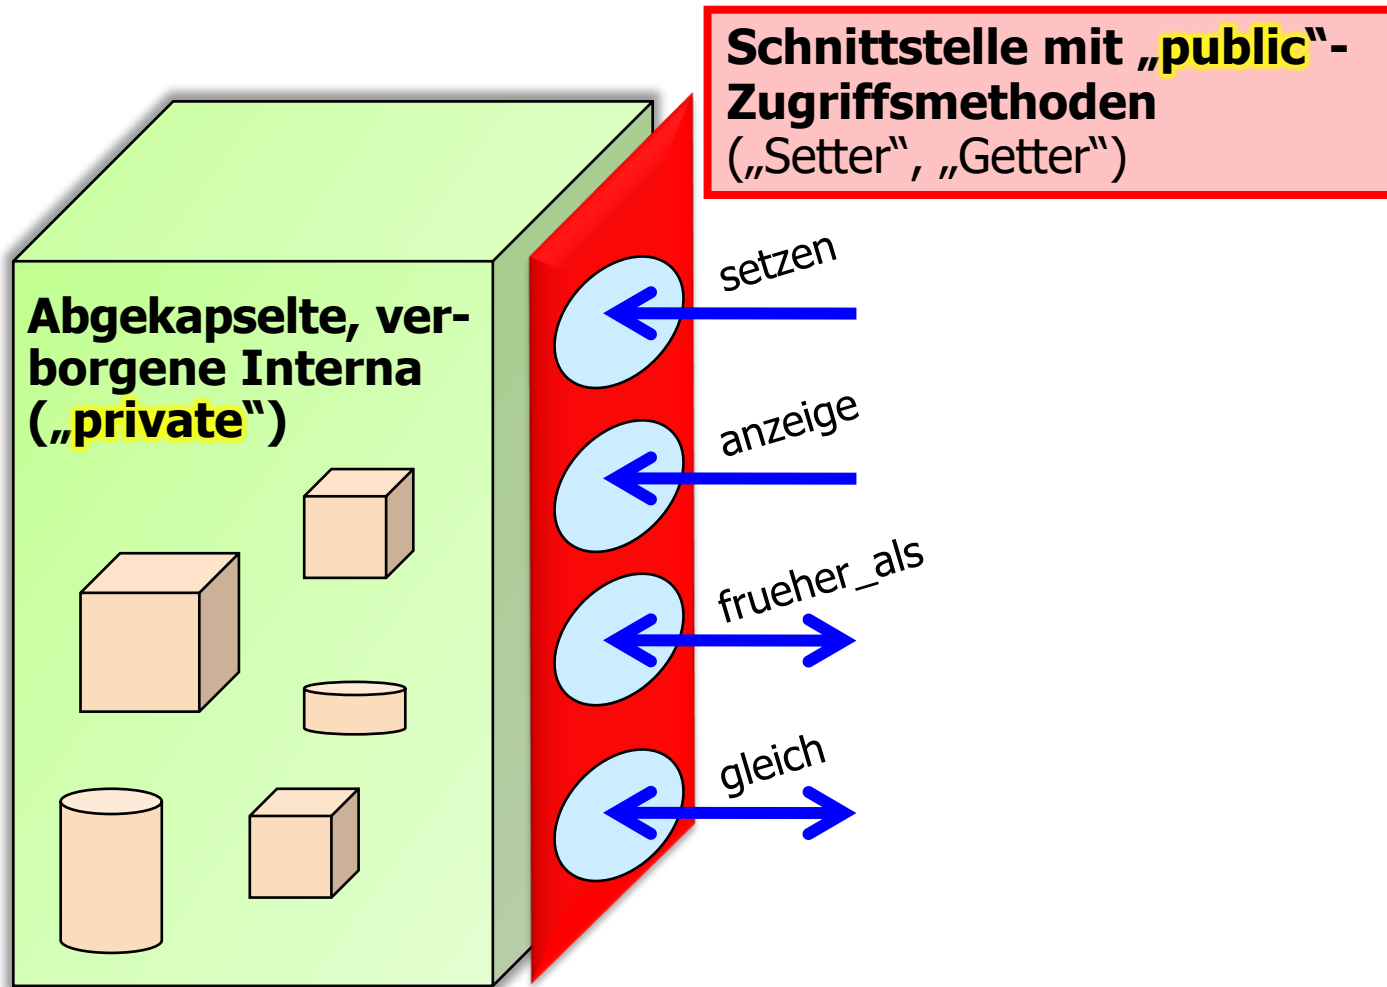 Schnittstelle mit „public“-
Zugriffsmethoden
(„Setter“, „Getter“)
Abgekapselte, ver-
borgene Interna
(„private“)
setzen
anzeige
frueher_als
gleich